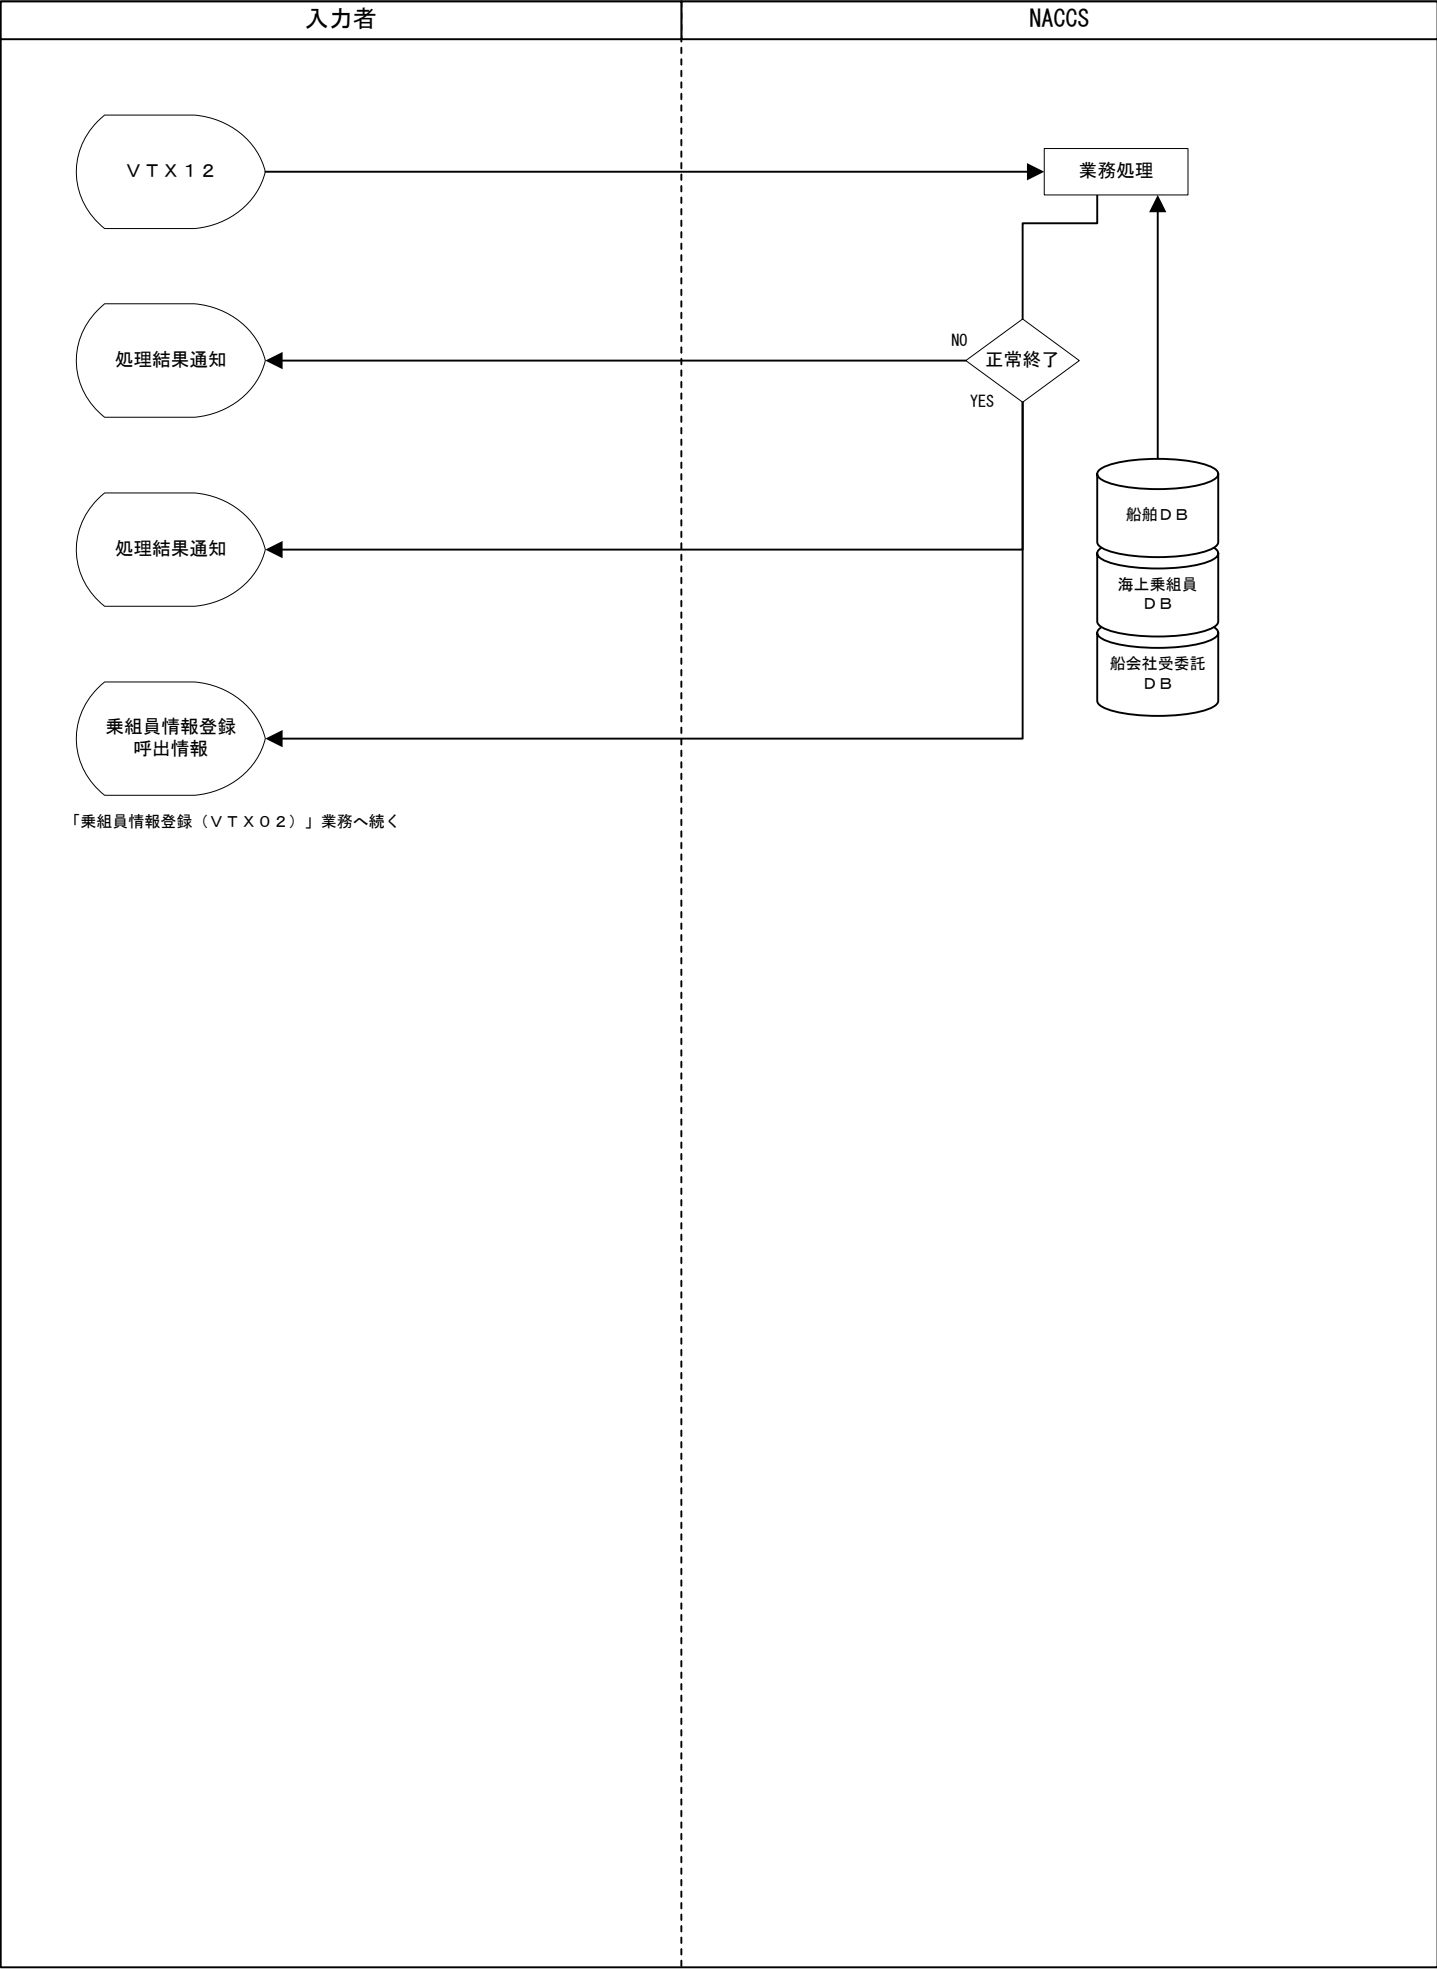 入力者
NACCS
ＶＴＸ１２
業務処理
処理結果通知
NO
正常終了
YES
処理結果通知
船舶ＤＢ
海上乗組員
ＤＢ
船会社受委託
ＤＢ
乗組員情報登録
呼出情報
「乗組員情報登録（ＶＴＸ０２）」業務へ続く